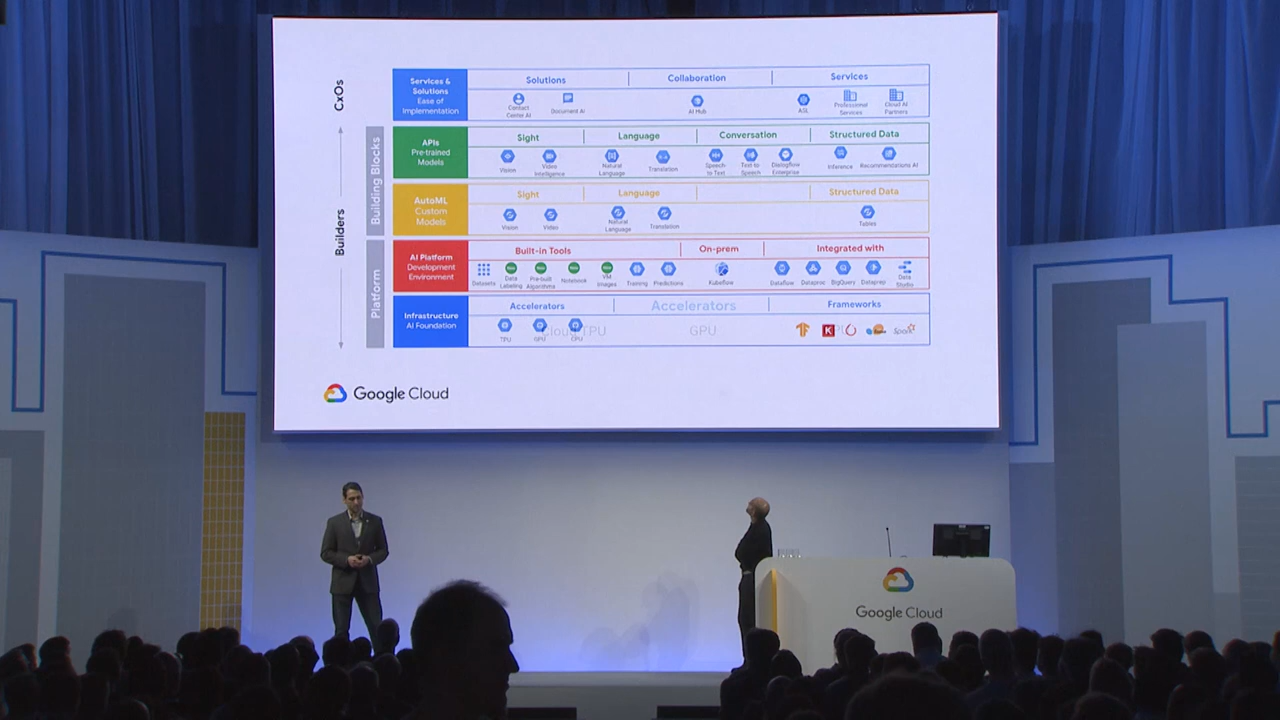 CxOs
Builders
Building Blocks
Platform
Services &
Solutions
Ease of
Implementation
Solutions
Collaboration
Services
Contact
Center AI
Document AI
AI Hub
ASL
Professional
Services
Cloud AI
Partners
APIs
Pre-trained
Models
Sight
Language
Conversation
Structured Data
Vision
Video
Intelligence
Natural
Language
Translation
Speech
to Text
Text to
Speech
Dialogflow
Enterprise
Inference
Recommendations AI
AutoML
Custom
Models
Sight
Language
Structured Data
Vision
Video
Natural
Language
Translation
Tables
AI Platform
Development
Environment
Built-in Tools
On-prem
Integrated with
Datasets
Data
Labeling
Pre-built
Algorithms
Notebook
VM
Images
Training
Predictions
Kubeflow
Dataflow
Dataproc
BigQuery
Dataprep
Data
Studio
Infrastructure
AI Foundation
Accelerators
Accelerators
Frameworks
TPU
GPU
CPU
Cloud TPU
GPU
K
Spark
Google Cloud
Google Cloud